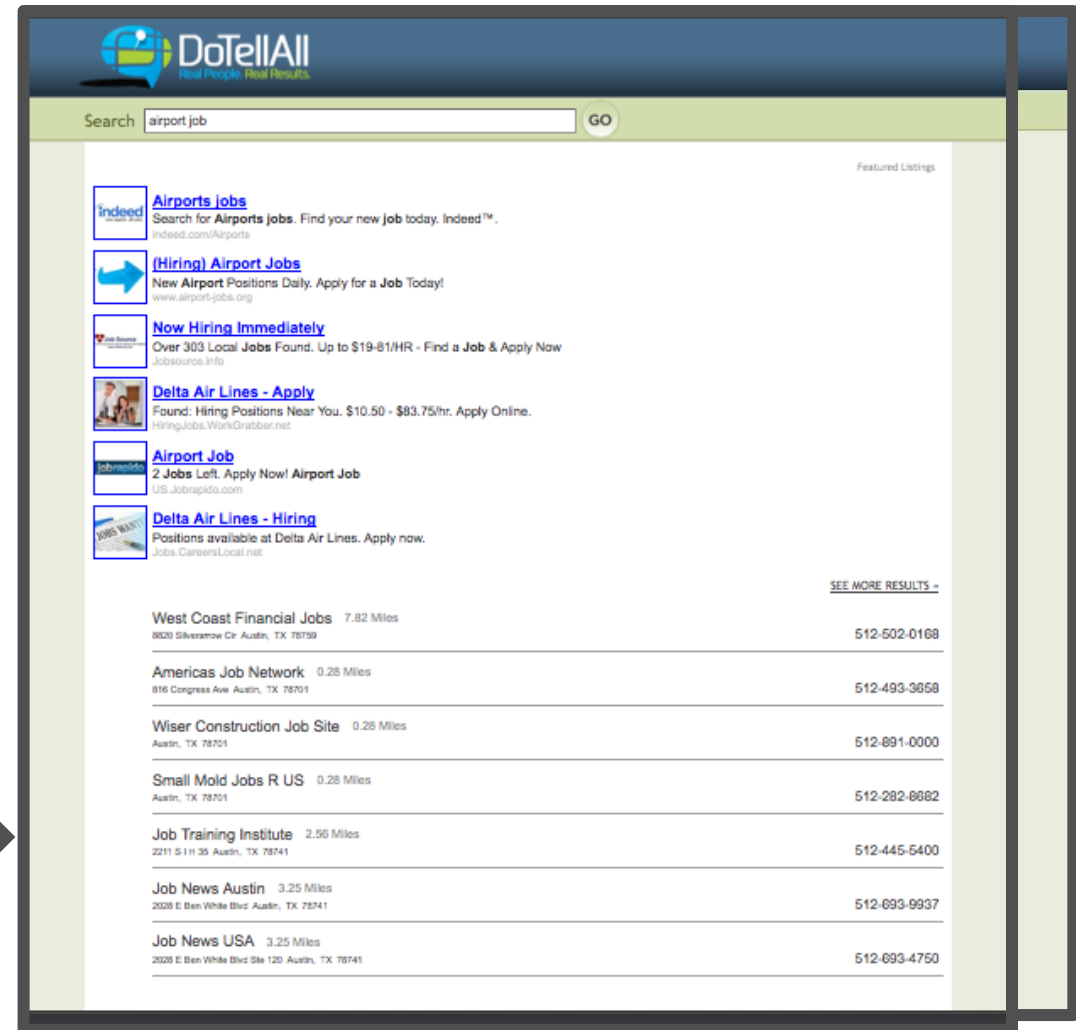 DoTellAll
Real People. Real Results.
Search airport job GO
Featured Listings
indeed
Airports jobs
Search for Airports jobs. Find your new job today. Indeed™.
indeed.com/Airports
(Hiring) Airport Jobs
New Airport Positions Daily. Apply for a Job Today!
www.airport-jobs.org
Job Source
Now Hiring Immediately
Over 303 Local Jobs Found. Up to $19-81/HR - Find a Job & Apply Now
Jobsource.info
Delta Air Lines - Apply
Found: Hiring Positions Near You. $10.50 - $83.75/hr. Apply Online.
HiringJobs.WorkGrabber.net
jobrapido
Airport Job
2 Jobs Left. Apply Now! Airport Job
US.Jobrapido.com
JOBS WANT
Delta Air Lines - Hiring
Positions available at Delta Air Lines. Apply now.
Jobs.CareersLocal.net
SEE MORE RESULTS »
West Coast Financial Jobs 7.82 Miles
8820 Silverarrow Cir Austin, TX 78759
512-502-0168
Americas Job Network 0.28 Miles
816 Congress Ave Austin, TX 78701
512-493-3658
Wiser Construction Job Site 0.28 Miles
Austin, TX 78701
512-891-0000
Small Mold Jobs R US 0.28 Miles
Austin, TX 78701
512-282-8682
Job Training Institute 2.56 Miles
2211 S I H 35 Austin, TX 78741
512-445-5400
Job News Austin 3.25 Miles
2028 E Ben White Blvd Austin, TX 78741
512-693-9937
Job News USA 3.25 Miles
2028 E Ben White Blvd Ste 120 Austin, TX 78741
512-693-4750